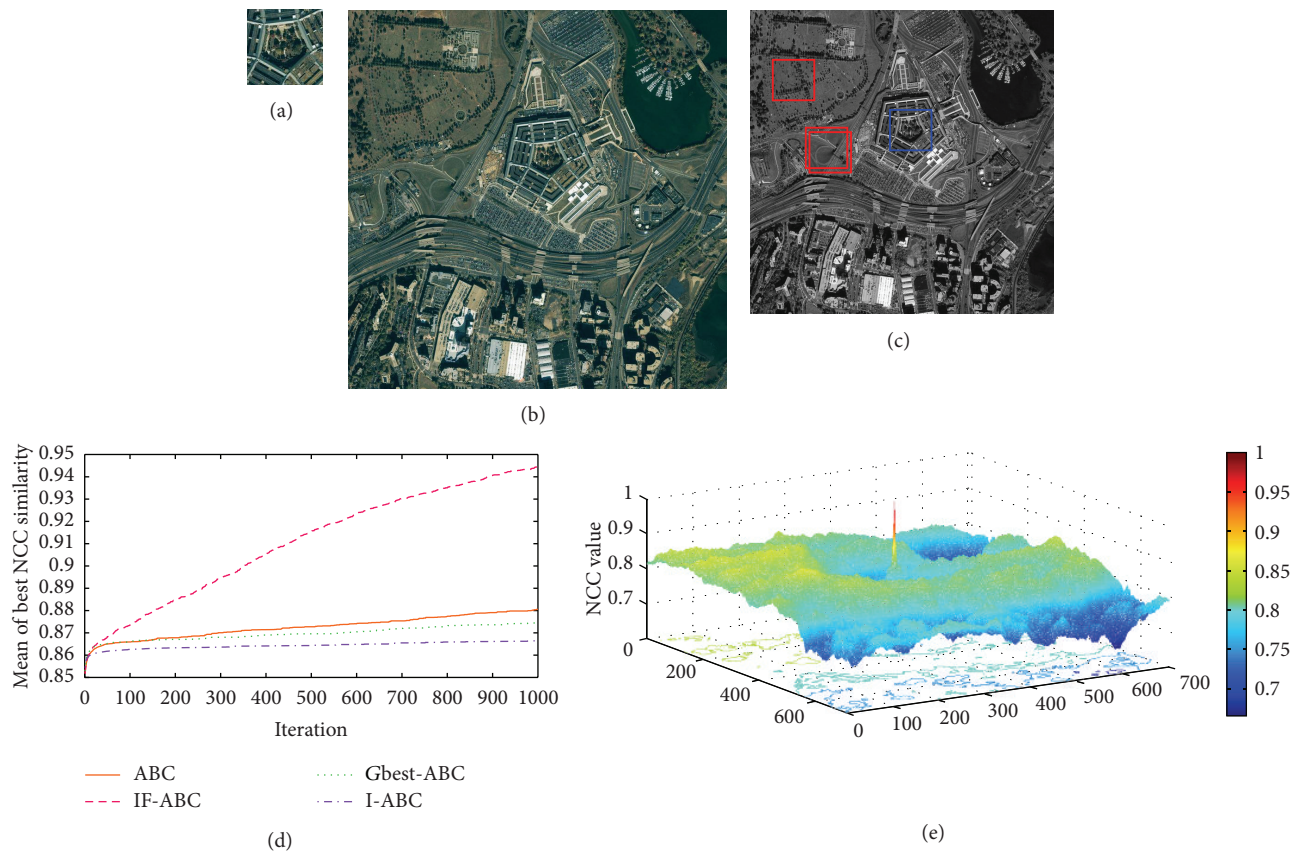 (a)
(b)
(c)
Mean of best NCC similarity
0.95
0.94
0.93
0.92
0.91
0.9
0.89
0.88
0.87
0.86
0.85
0 100 200 300 400 500 600 700 800 900 1000
Iteration
ABC
IF-ABC
Gbest-ABC
I-ABC
(d)
NCC value
1
0.9
0.8
0.7
0
200
400
600
0 100 200 300 400 500 600 700
1
0.95
0.9
0.85
0.8
0.75
0.7
(e)